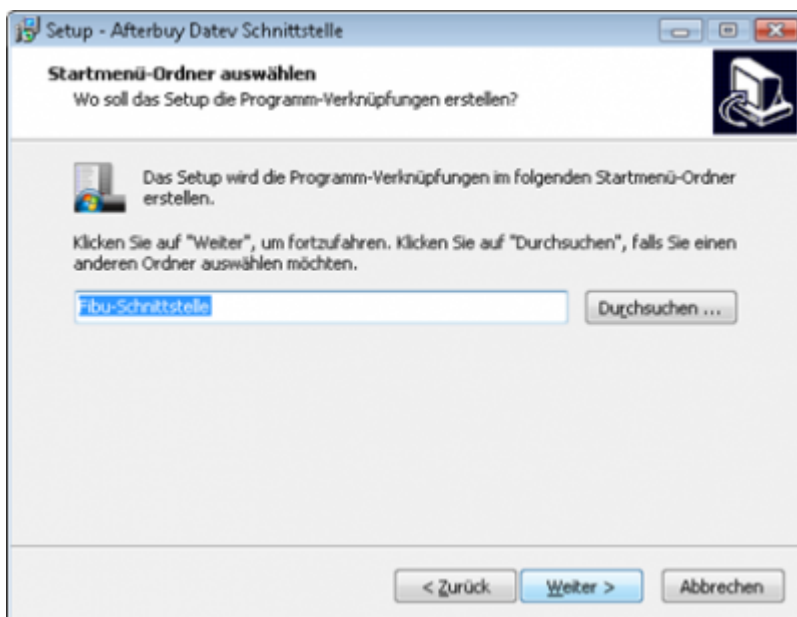 Setup - Afterbuy Datev Schnittstelle
Startmenü-Ordner auswählen
Wo soll das Setup die Programm-Verknüpfungen erstellen?
Das Setup wird die Programm-Verknüpfungen im folgenden Startmenü-Ordner
erstellen.
Klicken Sie auf "Weiter", um fortzufahren. Klicken Sie auf "Durchsuchen", falls Sie einen
anderen Ordner auswählen möchten.
Fibu-Schnittstelle
Durchsuchen ...
< Zurück
Weiter >
Abbrechen